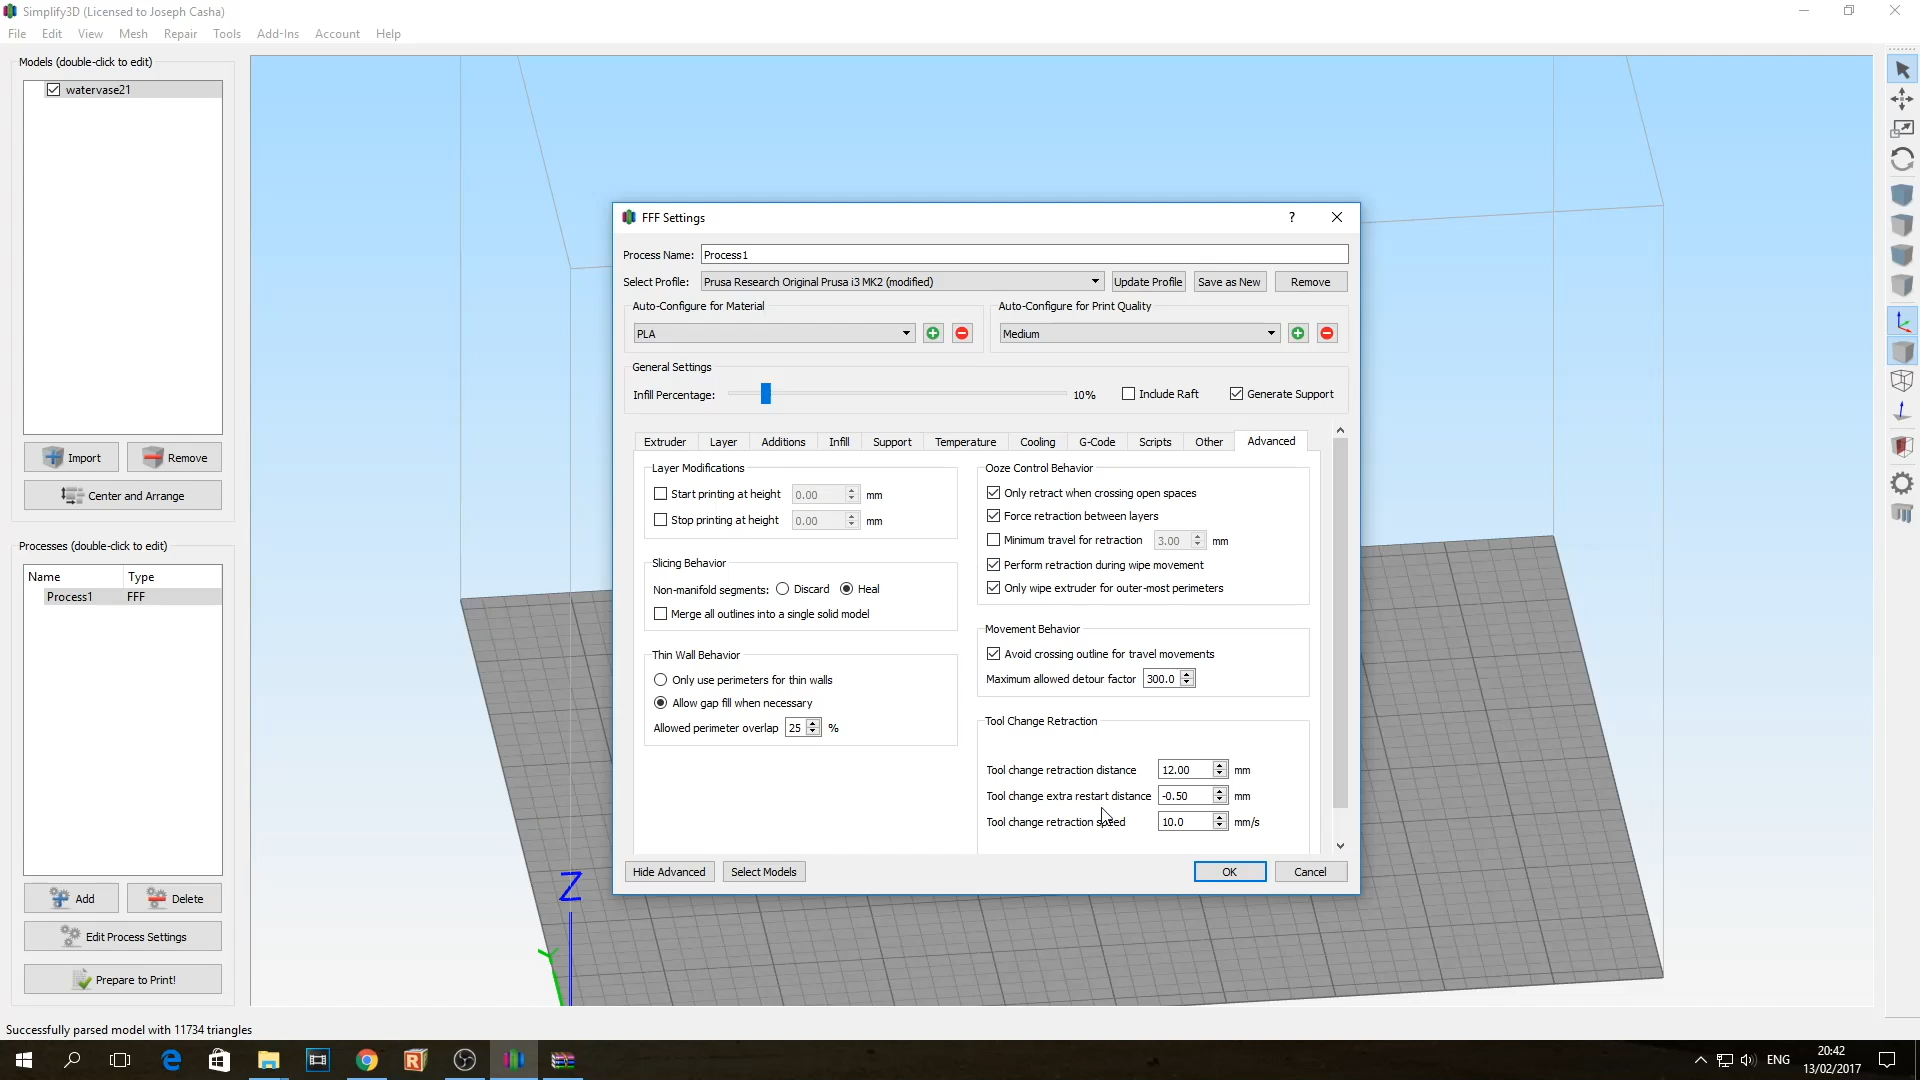 Simplify3D (Licensed to Joseph Casha)
File Edit View Mesh Repair Tools Add-Ins Account Help
Models (double-click to edit)
watervase21
Import Remove
Center and Arrange
Processes (double-click to edit)
Name Type
Process1 FFF
Add Delete
Edit Process Settings
Prepare to Print!
Successfully parsed model with 11734 triangles
FFF Settings ?
Process Name: Process1
Select Profile: Prusa Research Original Prusa i3 MK2 (modified) Update Profile Save as New Remove
Auto-Configure for Material Auto-Configure for Print Quality
PLA Medium
General Settings
Infill Percentage: 10% Include Raft Generate Support
Extruder Layer Additions Infill Support Temperature Cooling G-Code Scripts Other Advanced
Layer Modifications
Start printing at height 0.00 mm
Stop printing at height 0.00 mm
Slicing Behavior
Non-manifold segments: Discard Heal
Merge all outlines into a single solid model
Thin Wall Behavior
Only use perimeters for thin walls
Allow gap fill when necessary
Allowed perimeter overlap 25 %
Ooze Control Behavior
Only retract when crossing open spaces
Force retraction between layers
Minimum travel for retraction 3.00 mm
Perform retraction during wipe movement
Only wipe extruder for outer-most perimeters
Movement Behavior
Avoid crossing outline for travel movements
Maximum allowed detour factor 300.0
Tool Change Retraction
Tool change retraction distance 12.00 mm
Tool change extra restart distance -0.50 mm
Tool change retraction speed 10.0 mm/s
Hide Advanced Select Models OK Cancel
Z
Y
ENG
20:42
13/02/2017